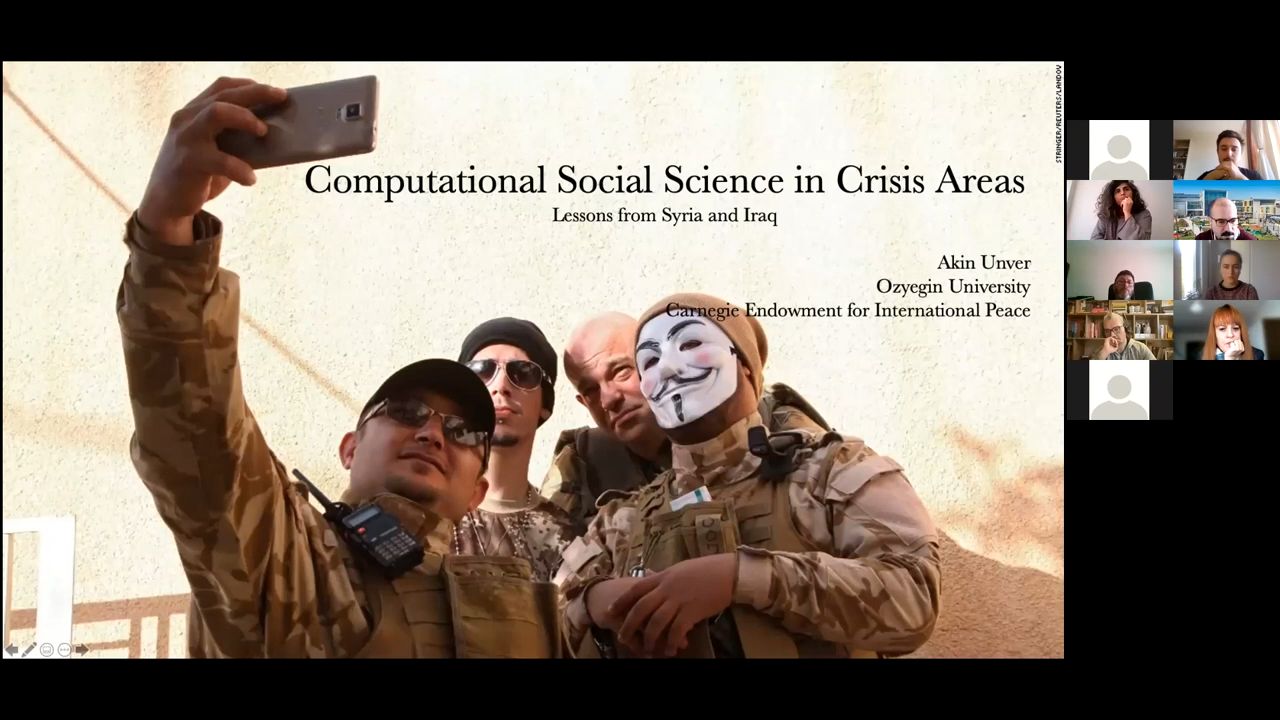 STRINGER/REUTERS/LANDOV
Computational Social Science in Crisis Areas
Lessons from Syria and Iraq
Akin Unver
Ozyegin University
Carnegie Endowment for International Peace